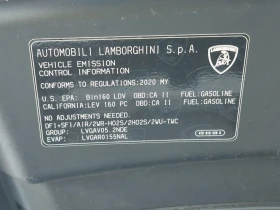 AUTOMOBILI LAMBORGHINI S.p.A.
VEHICLE EMISSION
CONTROL INFORMATION
CONFORMS TO REGULATIONS: 2020 MY
U.S. EPA: Bin160 LDV OBD: CA II FUEL: GASOLINE
CALIFORNIA: LEV 160 PC OBD: CA II FUEL: GASOLINE
NO ADJUSTMENTS NEEDED.
DFI+SFI/AIR/2WR-HO2S/2HO2S/2WU-TWC
GROUP: LVGAV05.2NDE
EVAP: LVGAR0155NAL